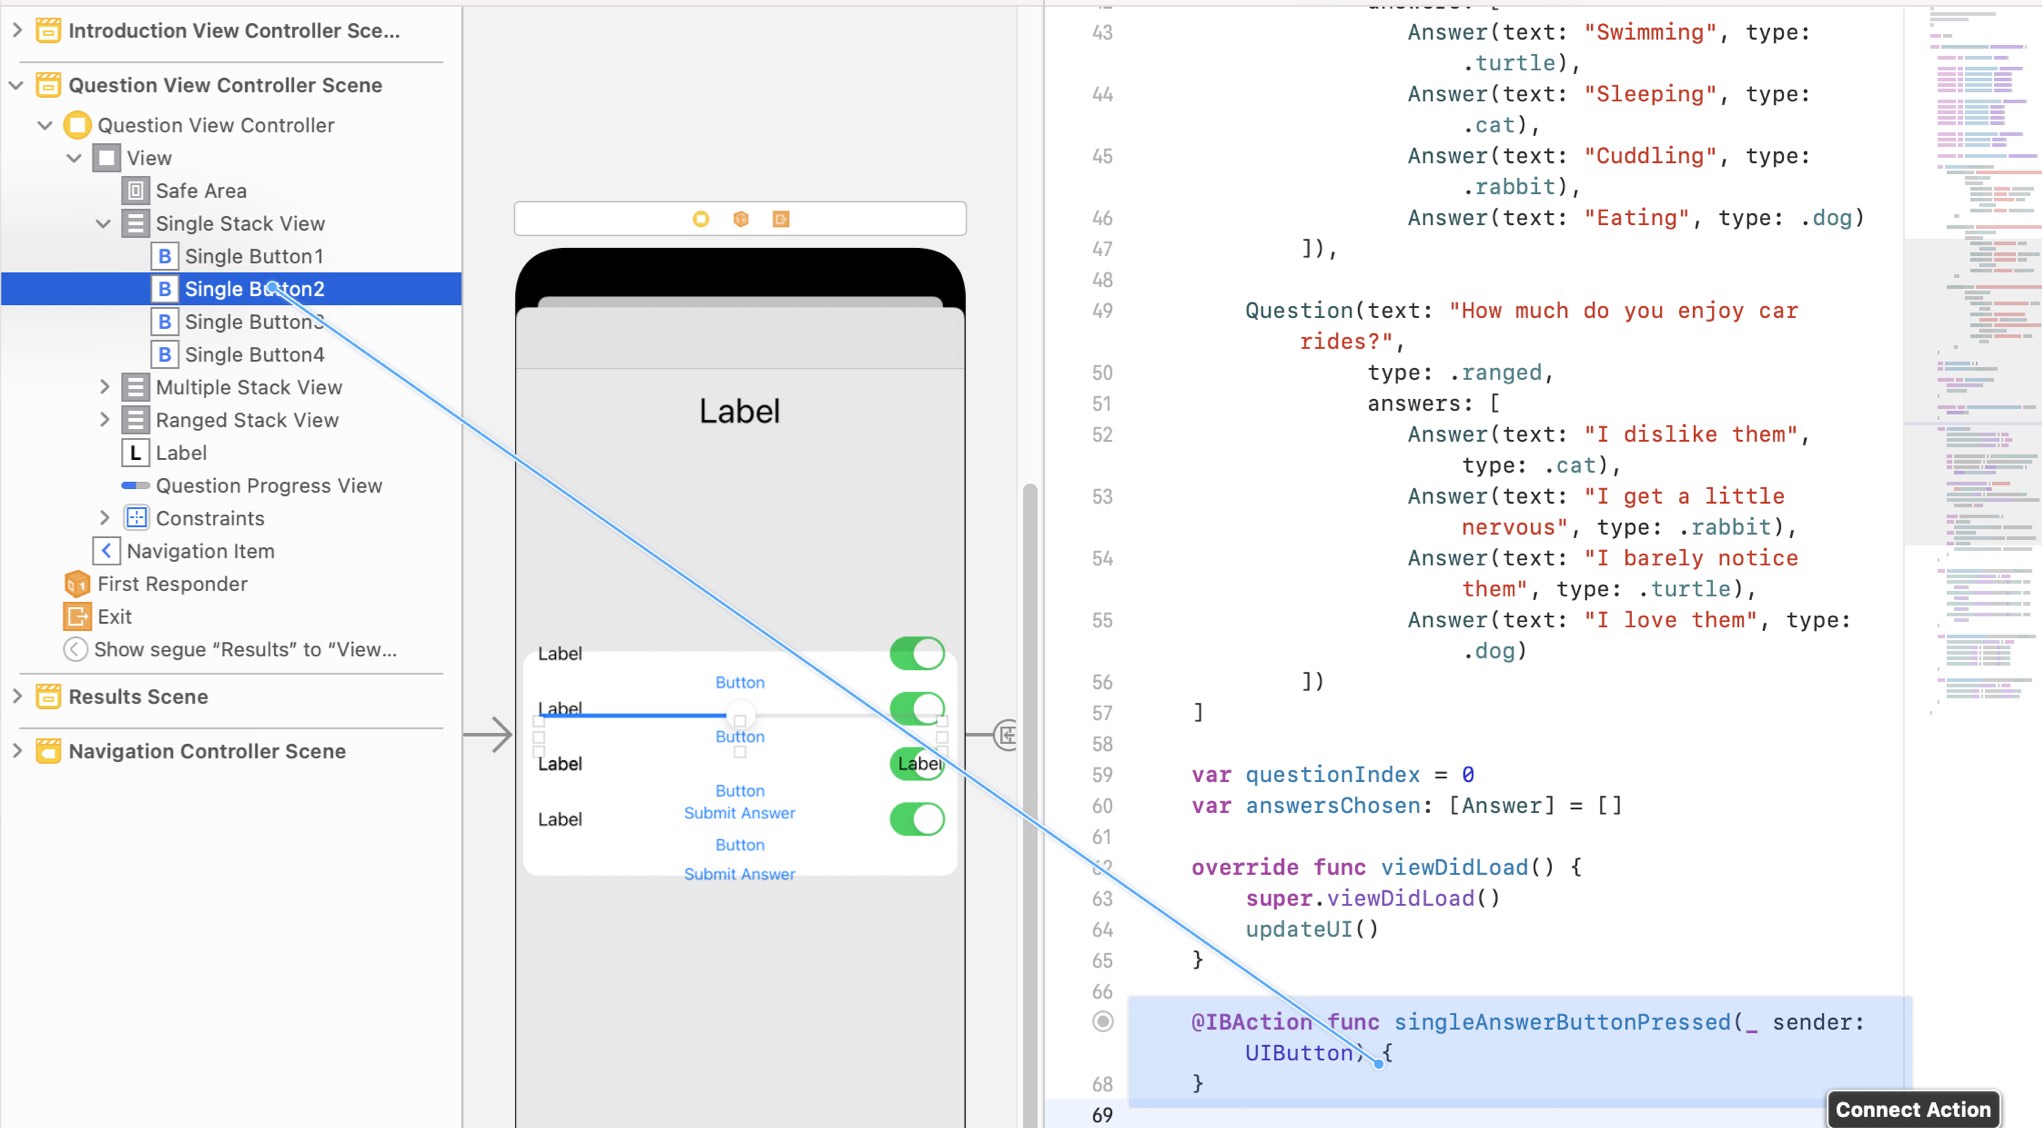 Introduction View Controller Sce...
Question View Controller Scene
Question View Controller
View
Safe Area
Single Stack View
B Single Button1
B Single Button2
B Single Button3
B Single Button4
Multiple Stack View
Ranged Stack View
L Label
Question Progress View
Constraints
Navigation Item
First Responder
Exit
Show segue “Results” to “View...
Results Scene
Navigation Controller Scene
Label
Label
Button
Label
Button
Label
Label
Button
Submit Answer
Label
Button
Submit Answer
43 Answer(text: "Swimming", type:
.turtle),
44 Answer(text: "Sleeping", type:
.cat),
45 Answer(text: "Cuddling", type:
.rabbit),
46 Answer(text: "Eating", type: .dog)
47 ]),
48
49 Question(text: "How much do you enjoy car
rides?",
50 type: .ranged,
51 answers: [
52 Answer(text: "I dislike them",
type: .cat),
53 Answer(text: "I get a little
nervous", type: .rabbit),
54 Answer(text: "I barely notice
them", type: .turtle),
55 Answer(text: "I love them", type:
.dog)
56 ])
57 ]
58
59 var questionIndex = 0
60 var answersChosen: [Answer] = []
61
62 override func viewDidLoad() {
63 super.viewDidLoad()
64 updateUI()
65 }
66
@IBAction func singleAnswerButtonPressed(_ sender:
UIButton) {
68 }
69
Connect Action